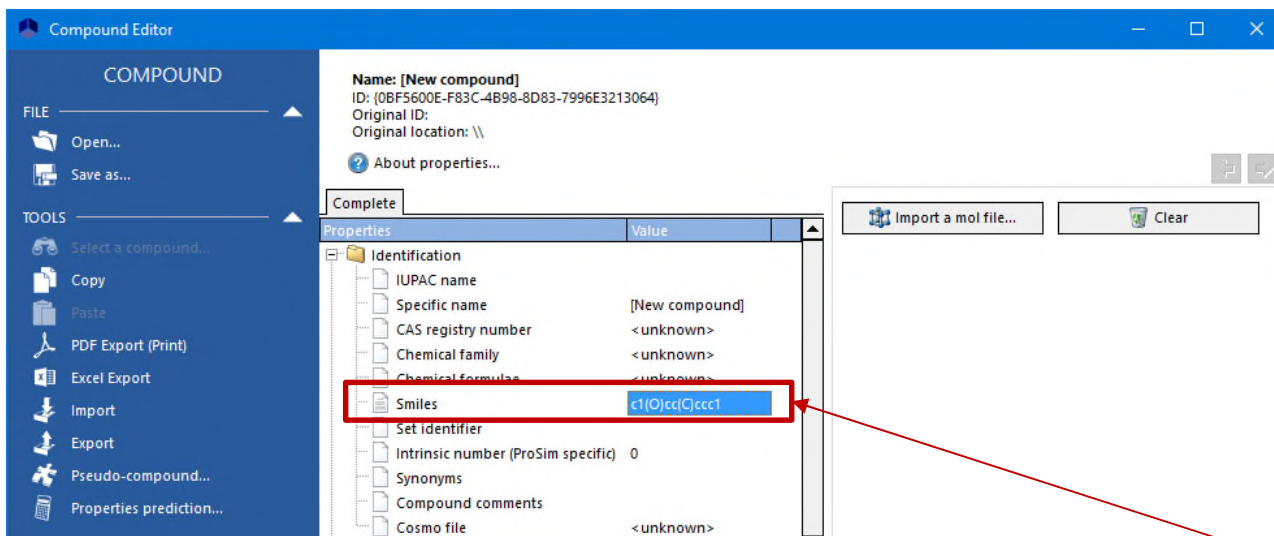 Compound Editor
COMPOUND
FILE
Open...
Save as...
TOOLS
Select a compound...
Copy
Paste
PDF Export (Print)
Excel Export
Import
Export
Pseudo-compound...
Properties prediction...
Name: [New compound]
ID: {0BF5600E-F83C-4B98-8D83-7996E3213064}
Original ID:
Original location: \\
About properties...
Complete
Properties Value
Identification
IUPAC name
Specific name [New compound]
CAS registry number <unknown>
Chemical family <unknown>
Chemical formulae <unknown>
Smiles c1(O)cc(C)ccc1
Set identifier
Intrinsic number (ProSim specific) 0
Synonyms
Compound comments
Cosmo file <unknown>
Import a mol file...
Clear